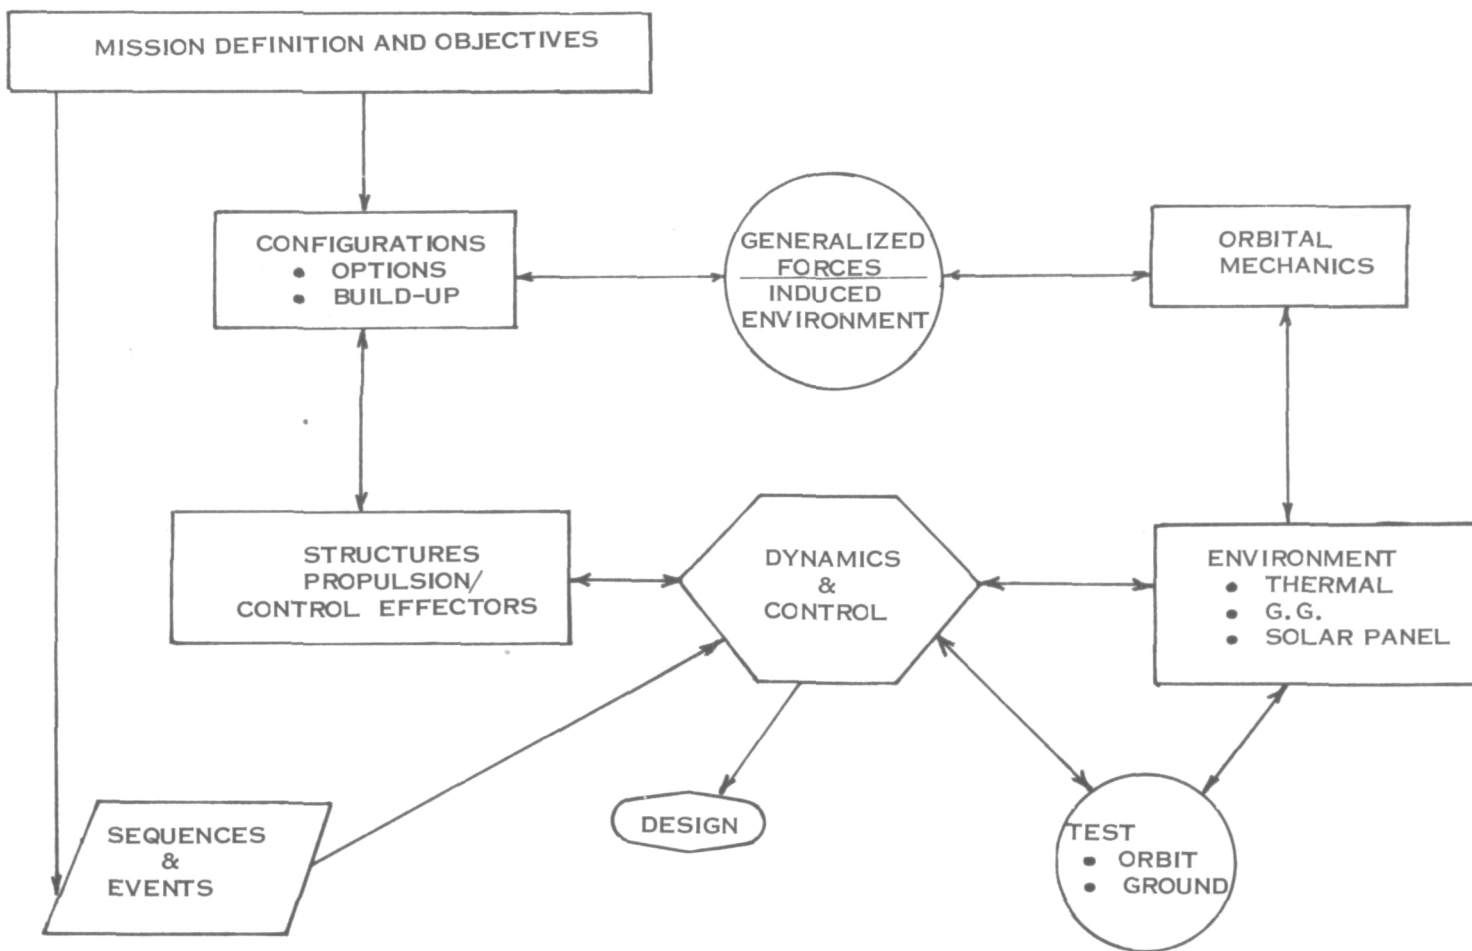 MISSION DEFINITION AND OBJECTIVES
CONFIGURATIONS
• OPTIONS
• BUILD-UP
GENERALIZED
FORCES
INDUCED
ENVIRONMENT
ORBITAL
MECHANICS
STRUCTURES
PROPULSION/
CONTROL EFFECTORS
DYNAMICS
&
CONTROL
ENVIRONMENT
• THERMAL
• G.G.
• SOLAR PANEL
SEQUENCES
&
EVENTS
DESIGN
TEST
• ORBIT
• GROUND